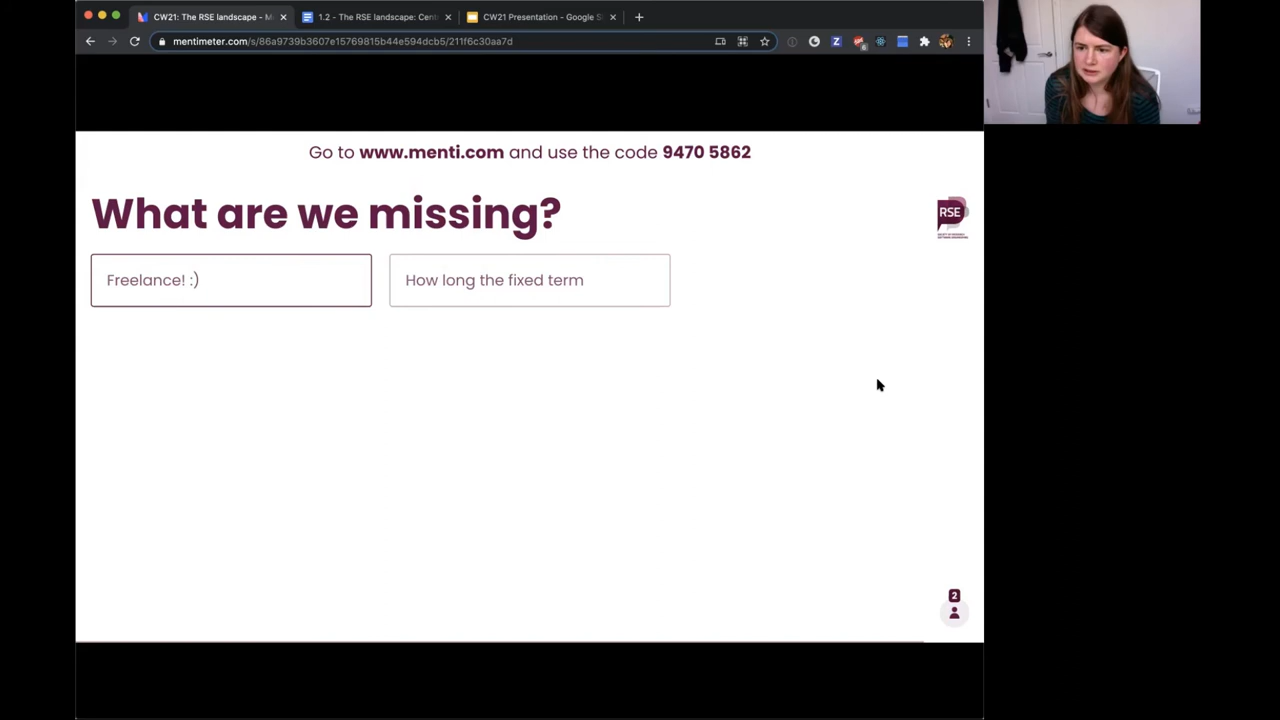 CW21: The RSE landscape - M
1.2 - The RSE landscape: Cent
CW21 Presentation - Google S
mentimeter.com/s/86a9739b3607e15769815b44e594dcb5/211f6c30aa7d
Go to www.menti.com and use the code 9470 5862
What are we missing?
RSE
Freelance! :)
How long the fixed term
2